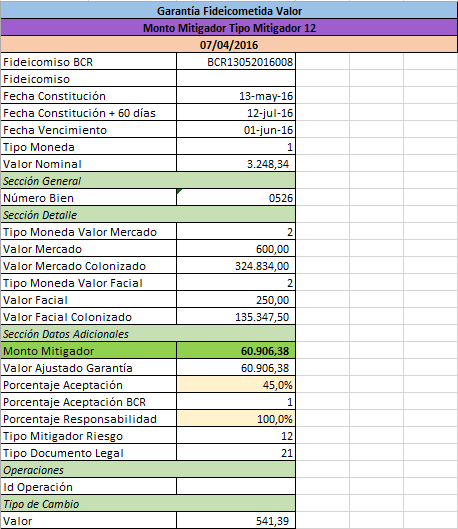 Garantía Fideicometida Valor
Monto Mitigador Tipo Mitigador 12
07/04/2016
Fideicomiso BCR BCR13052016008
Fideicomiso
Fecha Constitución 13-may-16
Fecha Constitución + 60 días 12-jul-16
Fecha Vencimiento 01-jun-16
Tipo Moneda 1
Valor Nominal 3.248,34
Sección General
Número Bien 0526
Sección Detalle
Tipo Moneda Valor Mercado 2
Valor Mercado 600,00
Valor Mercado Colonizado 324.834,00
Tipo Moneda Valor Facial 2
Valor Facial 250,00
Valor Facial Colonizado 135.347,50
Sección Datos Adicionales
Monto Mitigador 60.906,38
Valor Ajustado Garantía 60.906,38
Porcentaje Aceptación 45,0%
Porcentaje Aceptación BCR 1
Porcentaje Responsabilidad 100,0%
Tipo Mitigador Riesgo 12
Tipo Documento Legal 21
Operaciones
Id Operación
Tipo de Cambio
Valor 541,39